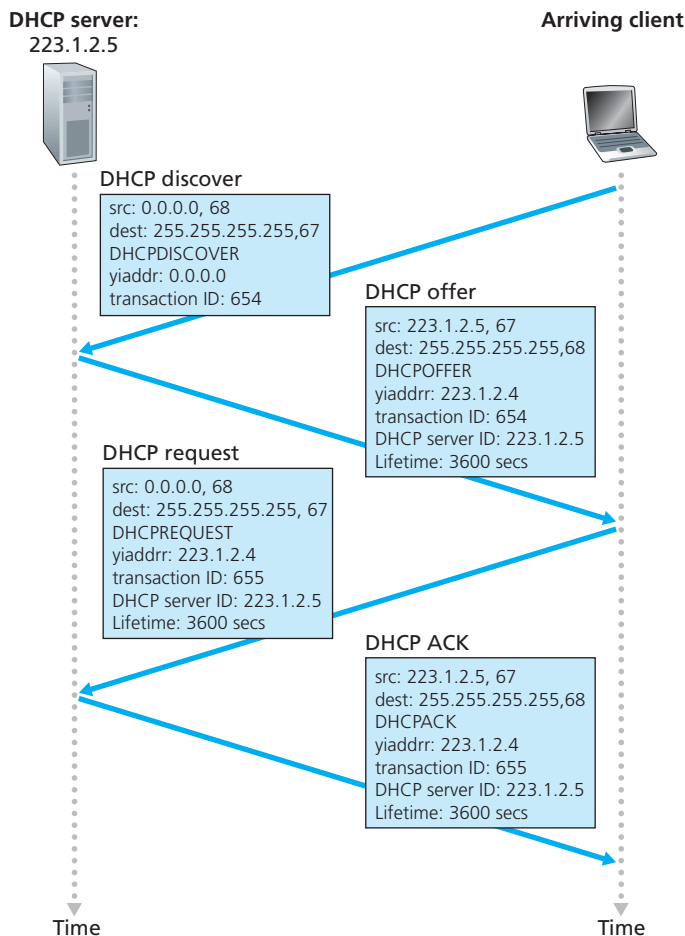 DHCP server:
223.1.2.5
Arriving client
DHCP discover
src: 0.0.0.0, 68
dest: 255.255.255.255,67
DHCPDISCOVER
yiaddr: 0.0.0.0
transaction ID: 654
DHCP offer
src: 223.1.2.5, 67
dest: 255.255.255.255,68
DHCPOFFER
yiaddrr: 223.1.2.4
transaction ID: 654
DHCP server ID: 223.1.2.5
Lifetime: 3600 secs
DHCP request
src: 0.0.0.0, 68
dest: 255.255.255.255, 67
DHCPREQUEST
yiaddrr: 223.1.2.4
transaction ID: 655
DHCP server ID: 223.1.2.5
Lifetime: 3600 secs
DHCP ACK
src: 223.1.2.5, 67
dest: 255.255.255.255,68
DHCPACK
yiaddrr: 223.1.2.4
transaction ID: 655
DHCP server ID: 223.1.2.5
Lifetime: 3600 secs
Time
Time